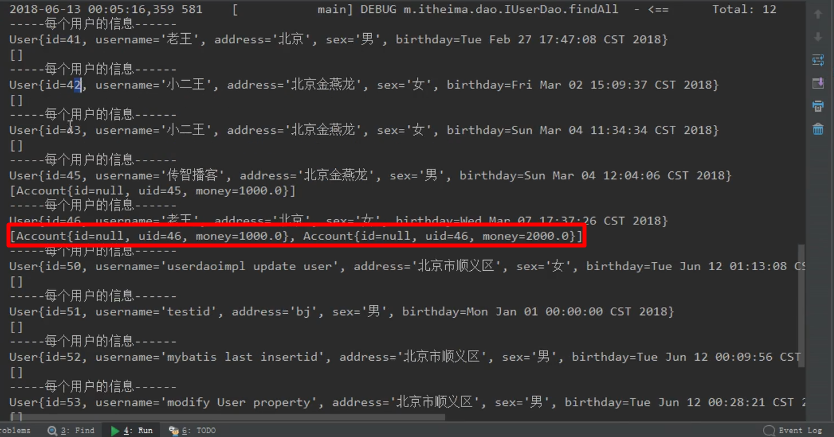 2018-06-13 00:05:16,359 581    [           main] DEBUG m.itheima.dao.IUserDao.findAll  - <==      Total: 12
-----每个用户的信息------
User{id=41, username='老王', address='北京', sex='男', birthday=Tue Feb 27 17:47:08 CST 2018}
[]
-----每个用户的信息------
User{id=42, username='小二王', address='北京金燕龙', sex='女', birthday=Fri Mar 02 15:09:37 CST 2018}
[]
-----每个用户的信息------
User{id=43, username='小二王', address='北京金燕龙', sex='女', birthday=Sun Mar 04 11:34:34 CST 2018}
[]
-----每个用户的信息------
User{id=45, username='传智播客', address='北京金燕龙', sex='男', birthday=Sun Mar 04 12:04:06 CST 2018}
[Account{id=null, uid=45, money=1000.0}]
-----每个用户的信息------
User{id=46, username='老王', address='北京', sex='女', birthday=Wed Mar 07 17:37:26 CST 2018}
[Account{id=null, uid=46, money=1000.0}, Account{id=null, uid=46, money=2000.0}]
-----每个用户的信息------
User{id=50, username='userdaoimpl update user', address='北京市顺义区', sex='女', birthday=Tue Jun 12 01:13:08 CS
[]
-----每个用户的信息------
User{id=51, username='testid', address='bj', sex='男', birthday=Mon Jan 01 00:00:00 CST 2018}
[]
-----每个用户的信息------
User{id=52, username='mybatis last insertid', address='北京市顺义区', sex='男', birthday=Tue Jun 12 00:09:56 CST
[]
-----每个用户的信息------
User{id=53, username='modify User property', address='北京市顺义区', sex='男', birthday=Tue Jun 12 00:28:21 CST 2
[]
roblems 3: Find 4: Run 6: TODO Event Log